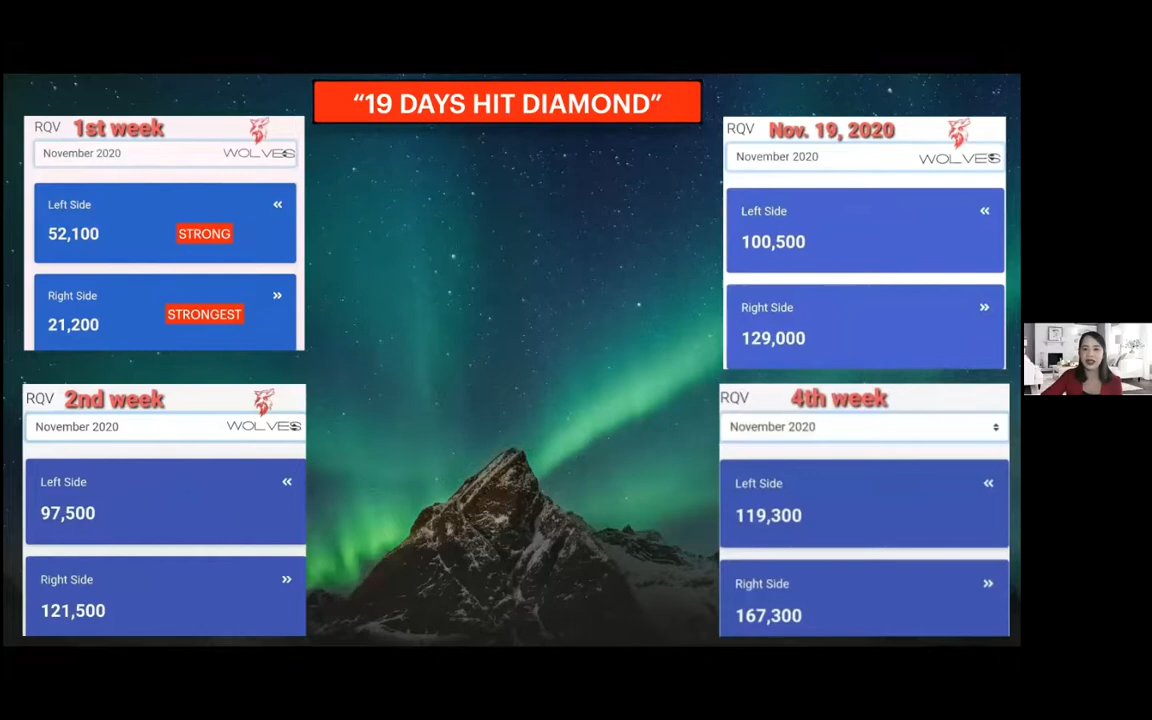 “19 DAYS HIT DIAMOND”
RQV 1st week
November 2020 WOLVES
Left Side «
52,100 STRONG
Right Side »
21,200 STRONGEST
RQV 2nd week
November 2020 WOLVES
Left Side «
97,500
Right Side »
121,500
RQV Nov. 19, 2020
November 2020 WOLVES
Left Side «
100,500
Right Side »
129,000
RQV 4th week
November 2020
Left Side «
119,300
Right Side »
167,300